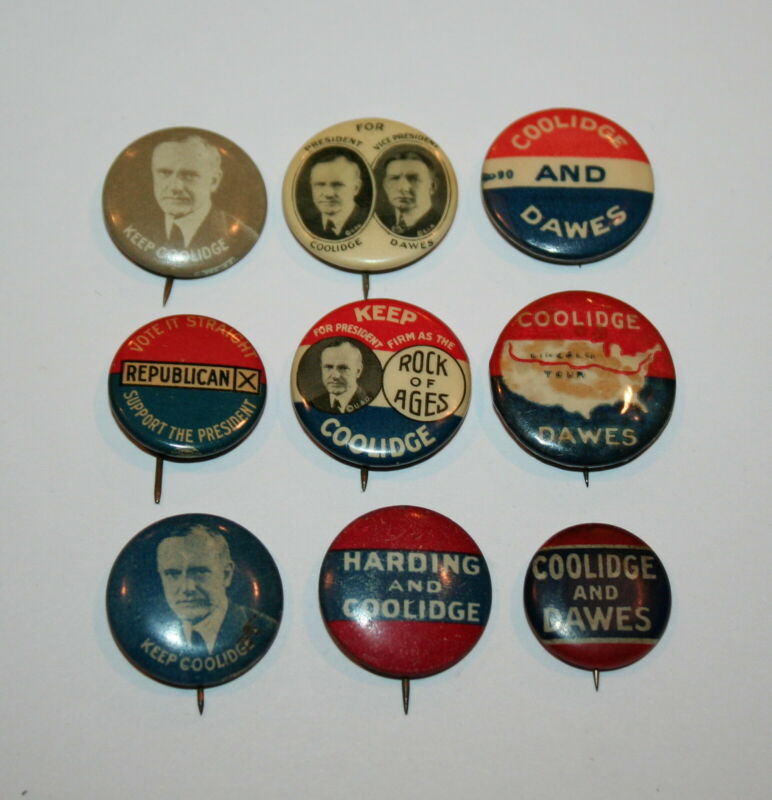 KEEP COOLIDGE
FOR
PRESIDENT VICE PRESIDENT
COOLIDGE DAWES
COOLIDGE
90
AND
DAWES
VOTE IT STRAIGHT
REPUBLICAN X
SUPPORT THE PRESIDENT
KEEP
FOR PRESIDENT FIRM AS THE
ROCK
OF
AGES
COOLIDGE
COOLIDGE
LINCOLN
TOUR
DAWES
KEEP COOLIDGE
HARDING
AND
COOLIDGE
COOLIDGE
AND
DAWES